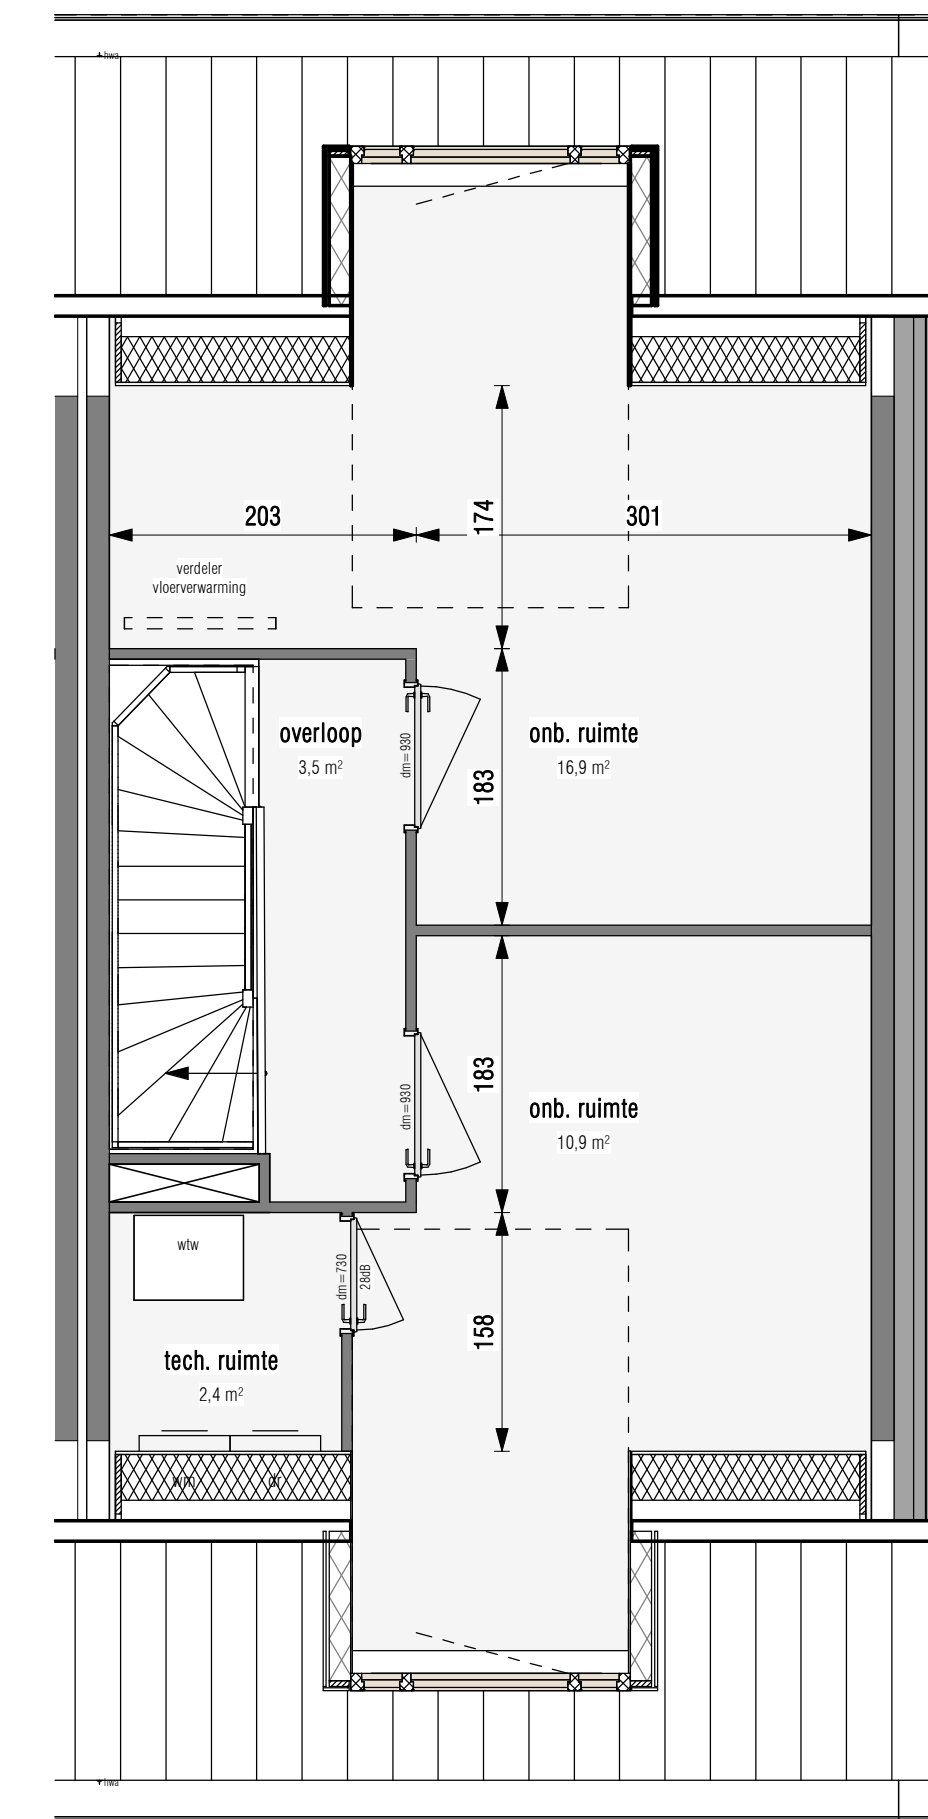 hwa
203
174
301
verdeler
vloerverwarming
overloop
3,5 m²
dm=930
onb. ruimte
16,9 m²
183
183
dm=930
onb. ruimte
10,9 m²
wtw
dm=730
28dB
158
tech. ruimte
2,4 m²
wm
dr
hwa